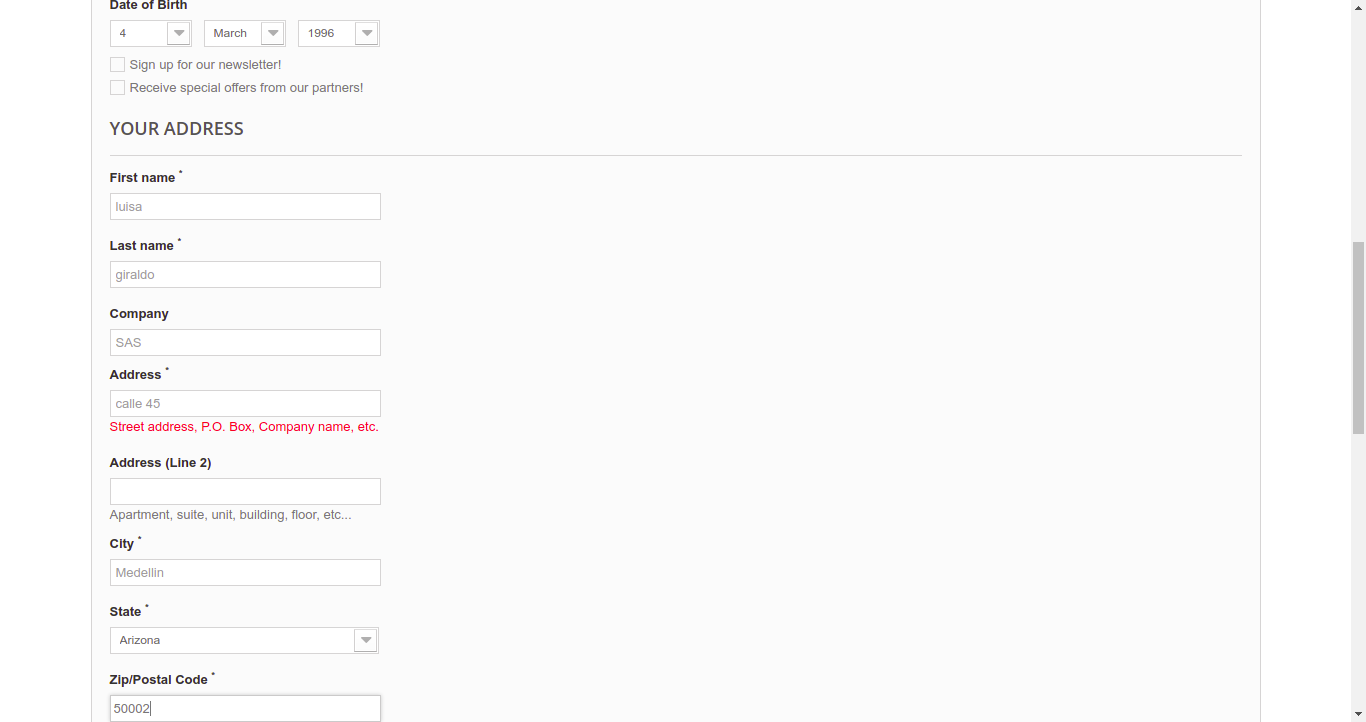 Date of Birth
4 March 1996
Sign up for our newsletter!
Receive special offers from our partners!
YOUR ADDRESS
First name *
luisa
Last name *
giraldo
Company
SAS
Address *
calle 45
Street address, P.O. Box, Company name, etc.
Address (Line 2)
Apartment, suite, unit, building, floor, etc...
City *
Medellin
State *
Arizona
Zip/Postal Code *
50002